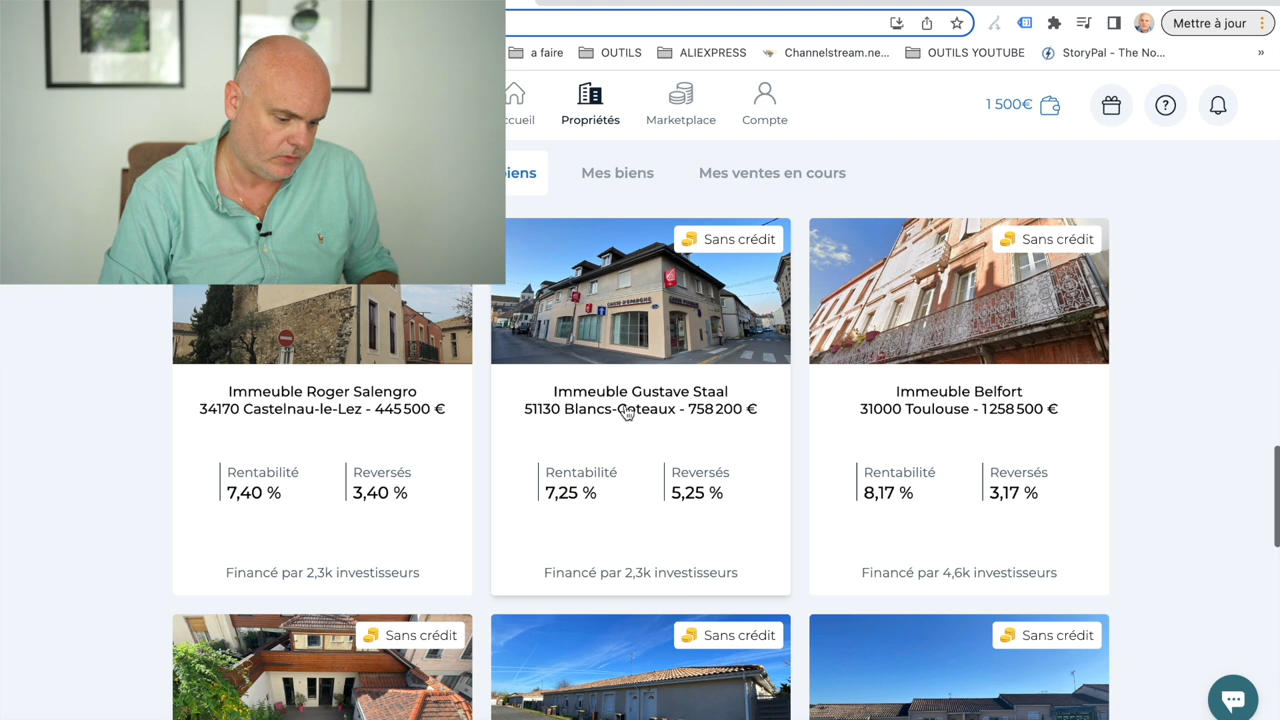 Mettre à jour
a faire
OUTILS
ALIEXPRESS
Channelstream.ne...
OUTILS YOUTUBE
StoryPal - The No...
»
ccueil
Propriétés
Marketplace
Compte
1 500€
biens
Mes biens
Mes ventes en cours
Sans crédit
Sans crédit
CAISSE D'EPARGNE
Immeuble Roger Salengro
34170 Castelnau-le-Lez - 445 500 €
Rentabilité
7,40 %
Reversés
3,40 %
Financé par 2,3k investisseurs
Immeuble Gustave Staal
51130 Blancs-Coteaux - 758 200 €
Rentabilité
7,25 %
Reversés
5,25 %
Financé par 2,3k investisseurs
Immeuble Belfort
31000 Toulouse - 1 258 500 €
Rentabilité
8,17 %
Reversés
3,17 %
Financé par 4,6k investisseurs
Sans crédit
Sans crédit
Sans crédit